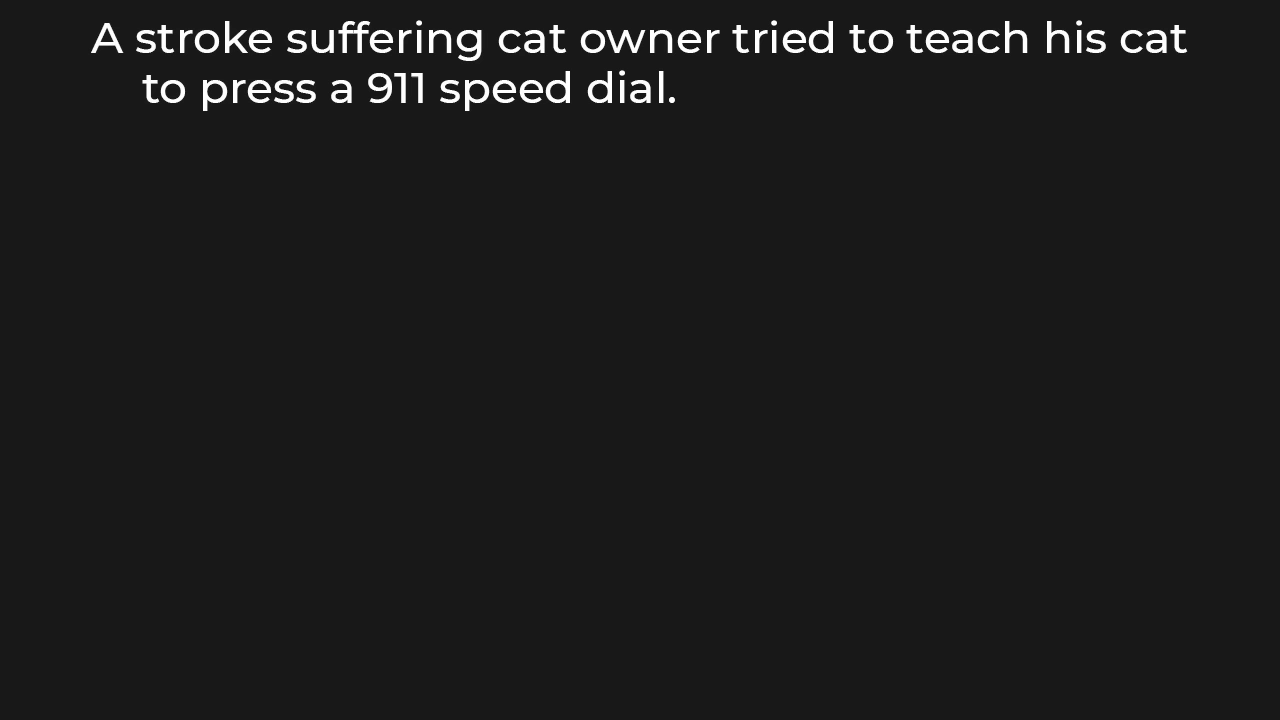 A stroke suffering cat owner tried to teach his cat
to press a 911 speed dial.